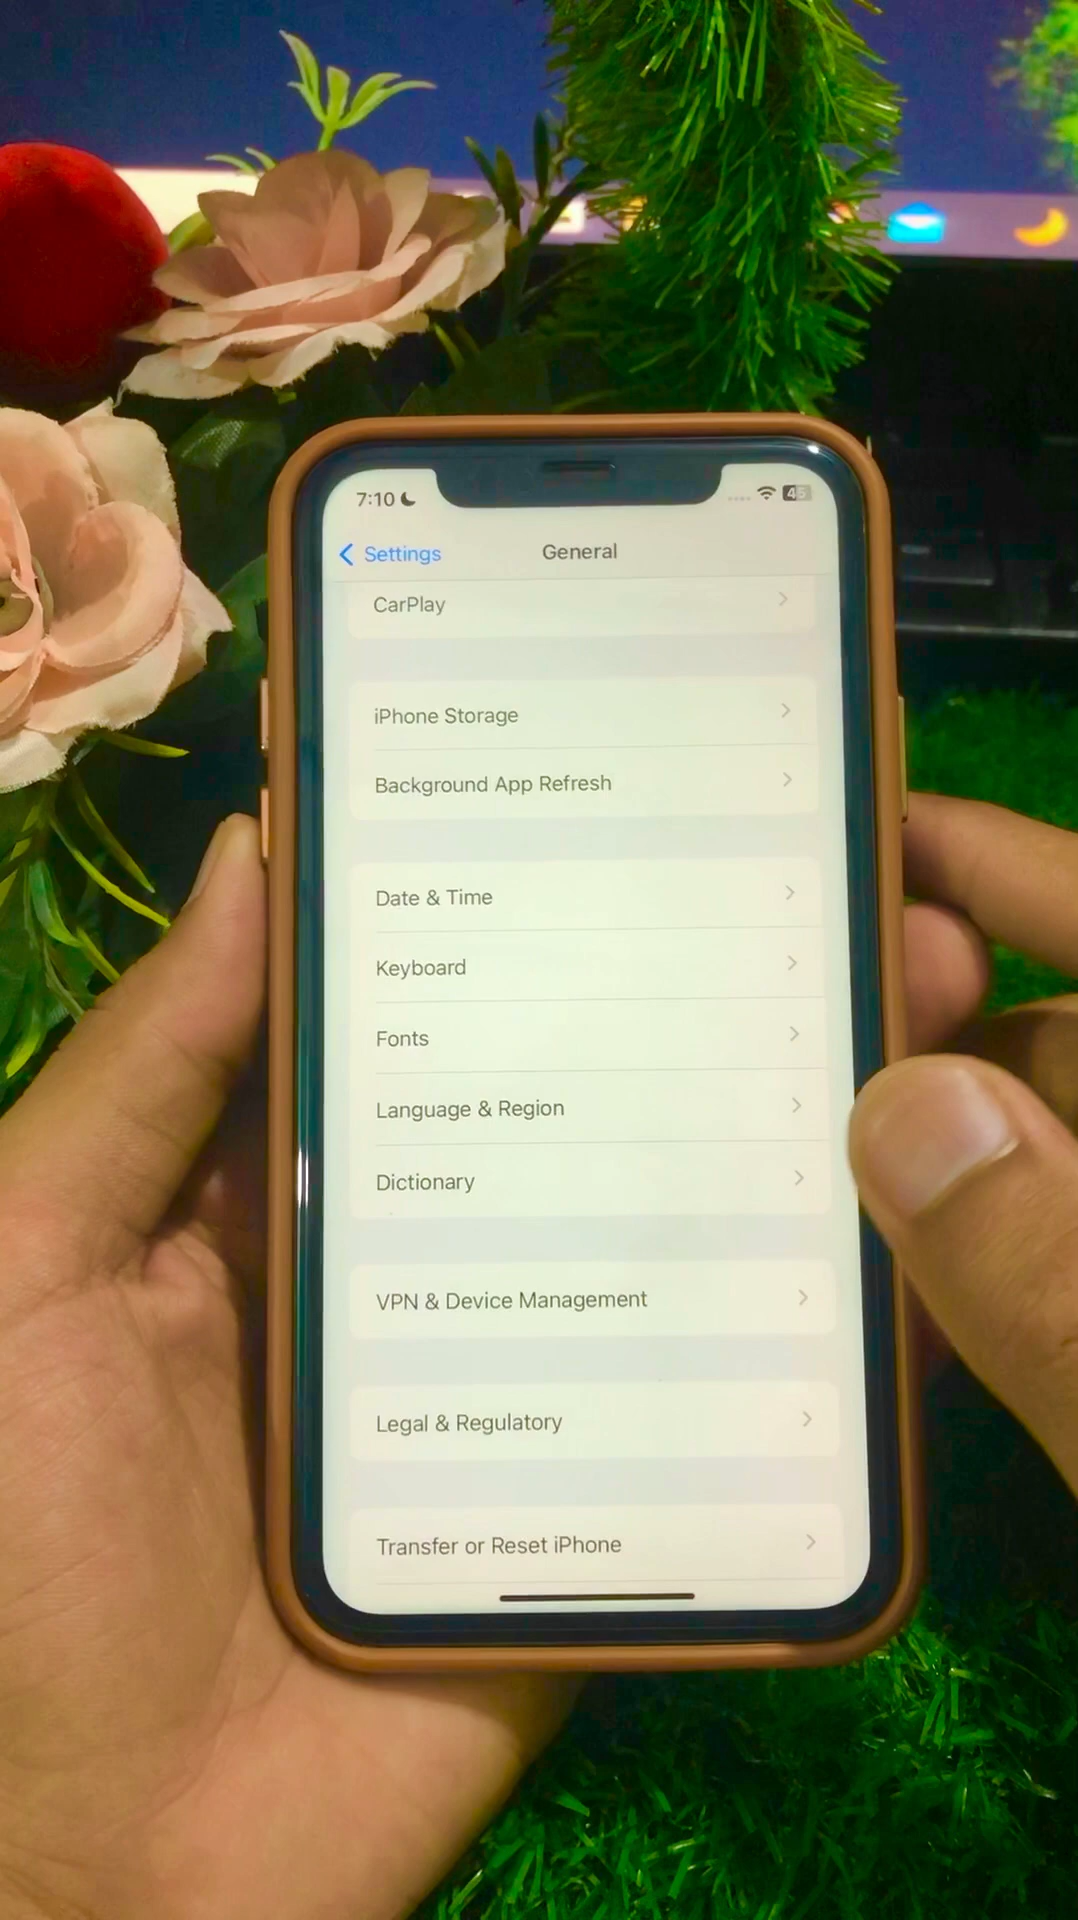 7:10
45
Settings
General
CarPlay
iPhone Storage
Background App Refresh
Date & Time
Keyboard
Fonts
Language & Region
Dictionary
VPN & Device Management
Legal & Regulatory
Transfer or Reset iPhone